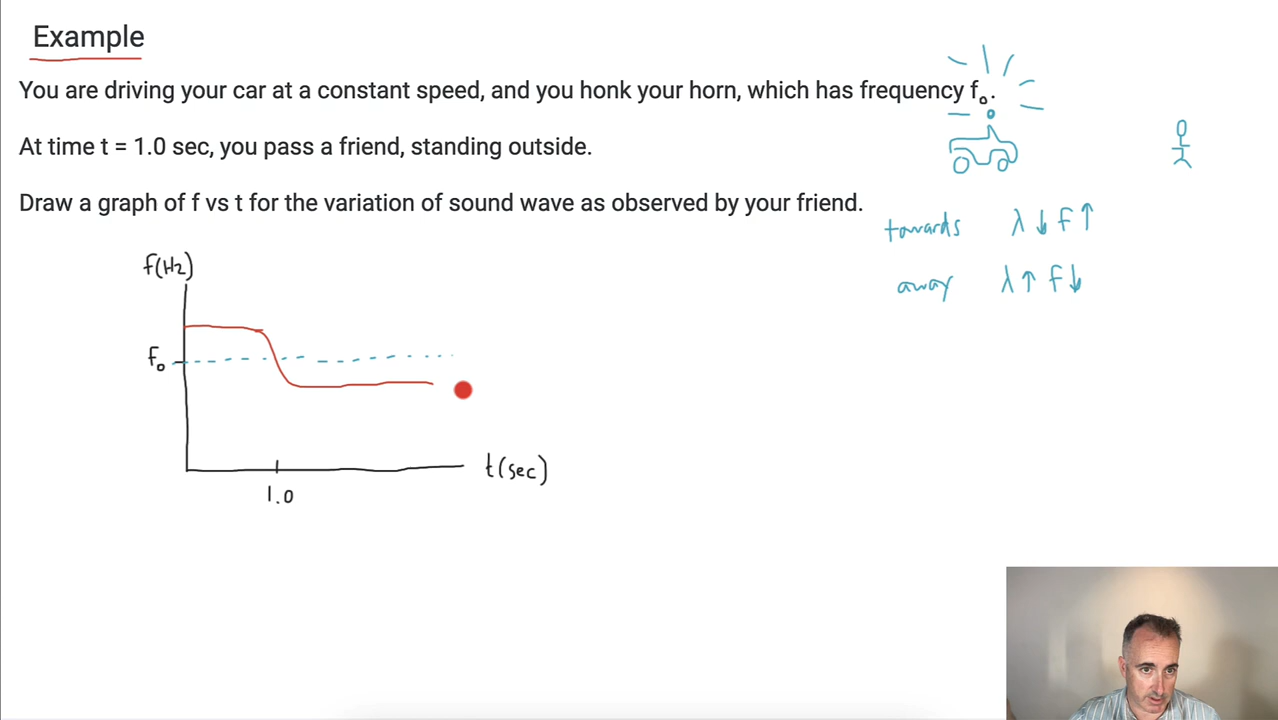 Example
You are driving your car at a constant speed, and you honk your horn, which has frequency f₀.
At time t = 1.0 sec, you pass a friend, standing outside.
Draw a graph of f vs t for the variation of sound wave as observed by your friend.
towards λ↓ f↑
away λ↑ f↓
f(Hz)
f₀
t(sec)
1.0